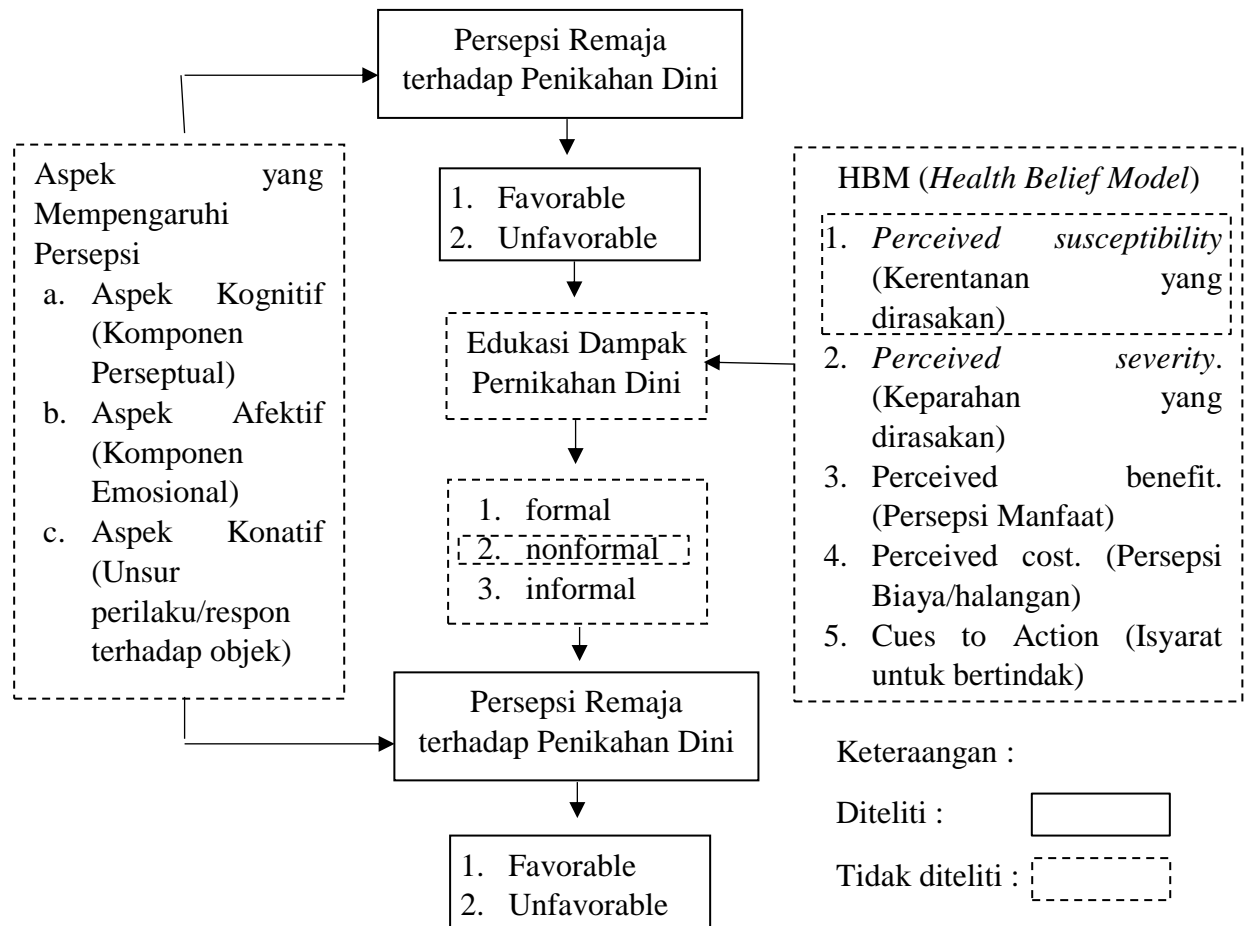 Persepsi Remaja
terhadap Penikahan Dini
Aspek yang
Mempengaruhi
Persepsi
a. Aspek Kognitif
(Komponen
Perseptual)
b. Aspek Afektif
(Komponen
Emosional)
c. Aspek Konatif
(Unsur
perilaku/respon
terhadap objek)
1. Favorable
2. Unfavorable
Edukasi Dampak
Pernikahan Dini
1. formal
2. nonformal
3. informal
Persepsi Remaja
terhadap Penikahan Dini
1. Favorable
2. Unfavorable
HBM (Health Belief Model)
1. Perceived susceptibility
(Kerentanan yang
dirasakan)
2. Perceived severity.
(Keparahan yang
dirasakan)
3. Perceived benefit.
(Persepsi Manfaat)
4. Perceived cost. (Persepsi
Biaya/halangan)
5. Cues to Action (Isyarat
untuk bertindak)
Keteraangan :
Diteliti :
Tidak diteliti :